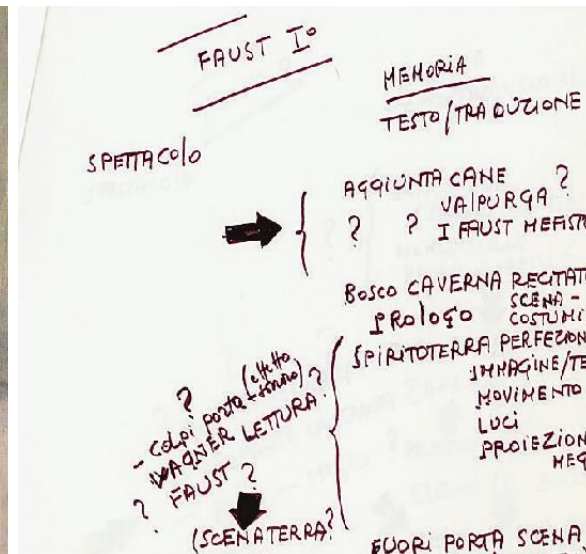 FAUST I°
MEMORIA
TESTO/TRADUZIONE
SPETTACOlO
AGGIUNTA CANE
VAlPURGA ?
? ? I FAUST MEFIST
BOSCO CAVERNA RECITAT
SCENA -
PROlOGO COSTUMI
SPIRITOTERRA PERFEZION
IMMAGINE/TE
MOVIMENTO
LUCI
PROIEZION
? (effetto
- COLPI PORTA - sonoro) ?
WAGNER LETTURA?
? FAUST ?
(SCENATERRA?
FUORI PORTA SCENA